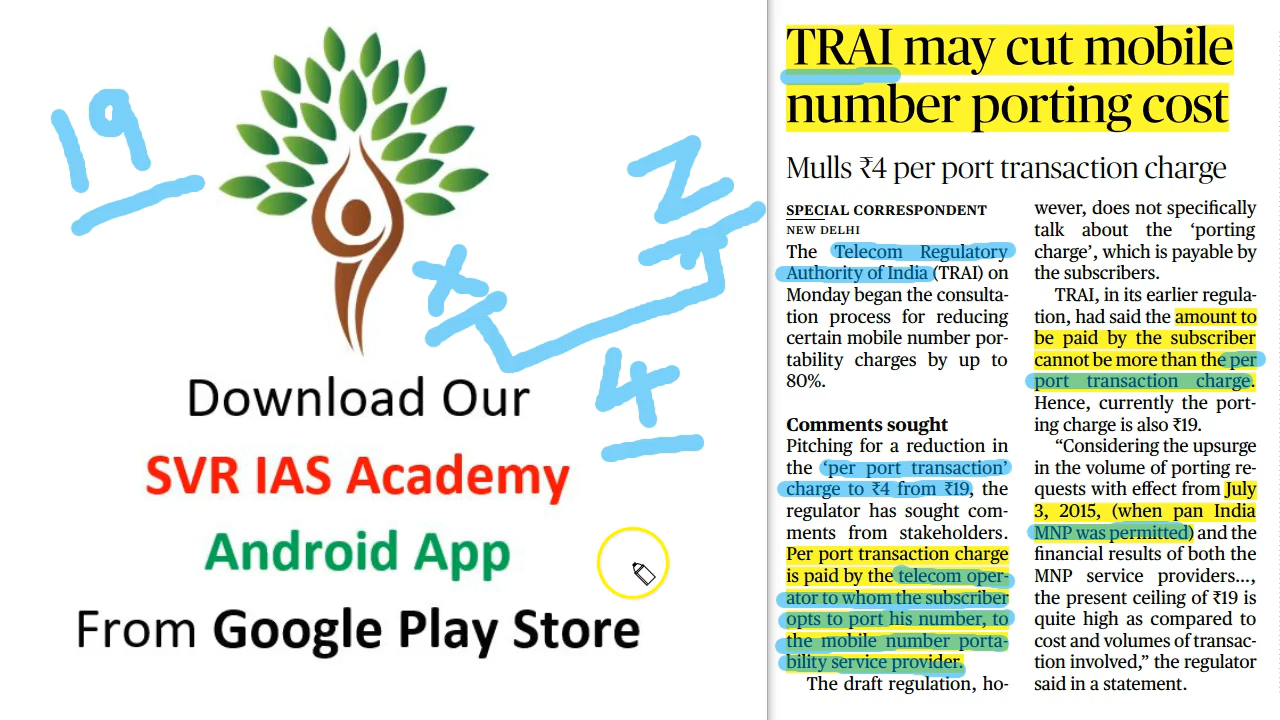 19
X
Z
4
Download Our
SVR IAS Academy
Android App
From Google Play Store
TRAI may cut mobile
number porting cost
Mulls ₹4 per port transaction charge
SPECIAL CORRESPONDENT
NEW DELHI
The Telecom Regulatory
Authority of India (TRAI) on
Monday began the consulta-
tion process for reducing
certain mobile number por-
tability charges by up to
80%.
Comments sought
Pitching for a reduction in
the ‘per port transaction’
charge to ₹4 from ₹19, the
regulator has sought com-
ments from stakeholders.
Per port transaction charge
is paid by the telecom oper-
ator to whom the subscriber
opts to port his number, to
the mobile number porta-
bility service provider.
The draft regulation, ho-
wever, does not specifically
talk about the ‘porting
charge’, which is payable by
the subscribers.
TRAI, in its earlier regula-
tion, had said the amount to
be paid by the subscriber
cannot be more than the per
port transaction charge.
Hence, currently the port-
ing charge is also ₹19.
“Considering the upsurge
in the volume of porting re-
quests with effect from July
3, 2015, (when pan India
MNP was permitted) and the
financial results of both the
MNP service providers...,
the present ceiling of ₹19 is
quite high as compared to
cost and volumes of transac-
tion involved,” the regulator
said in a statement.